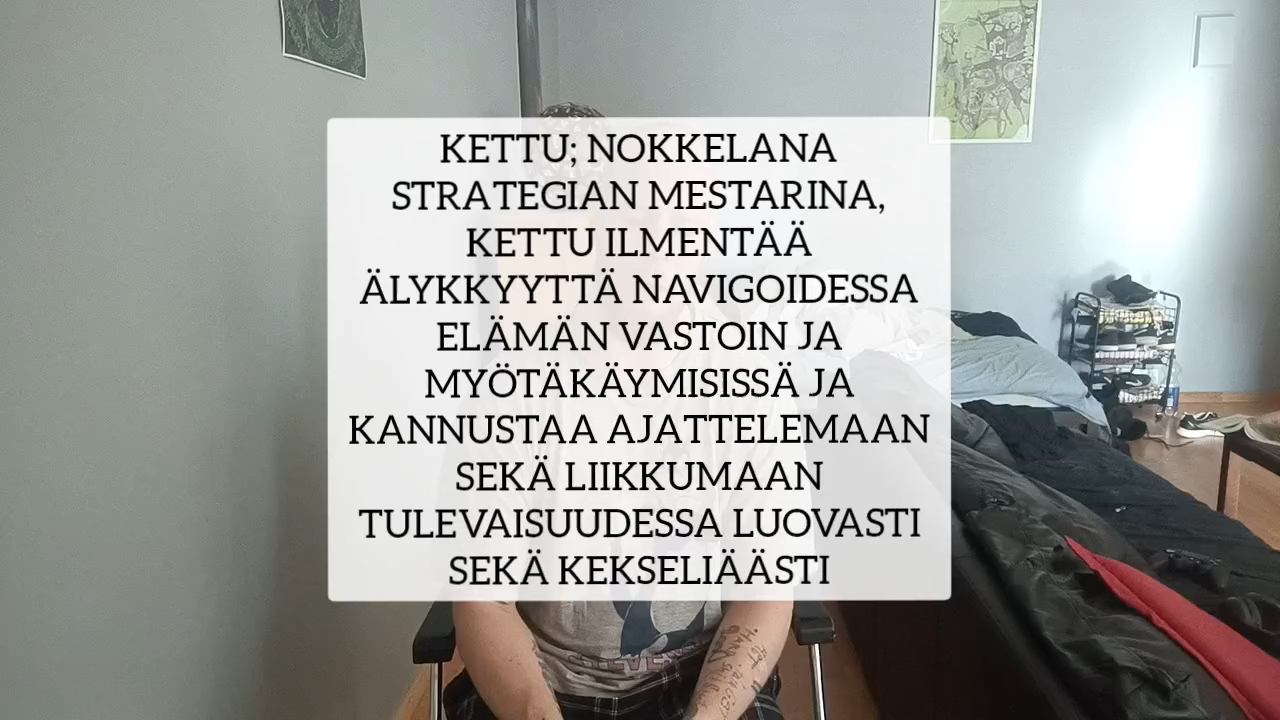 KETTU; NOKKELANA
STRATEGIAN MESTARINA,
KETTU ILMENTÄÄ
ÄLYKKYYTTÄ NAVIGOIDESSA
ELÄMÄN VASTOIN JA
MYÖTÄKÄYMISISSÄ JA
KANNUSTAA AJATTELEMAAN
SEKÄ LIIKKUMAAN
TULEVAISUUDESSA LUOVASTI
SEKÄ KEKSELIÄÄSTI